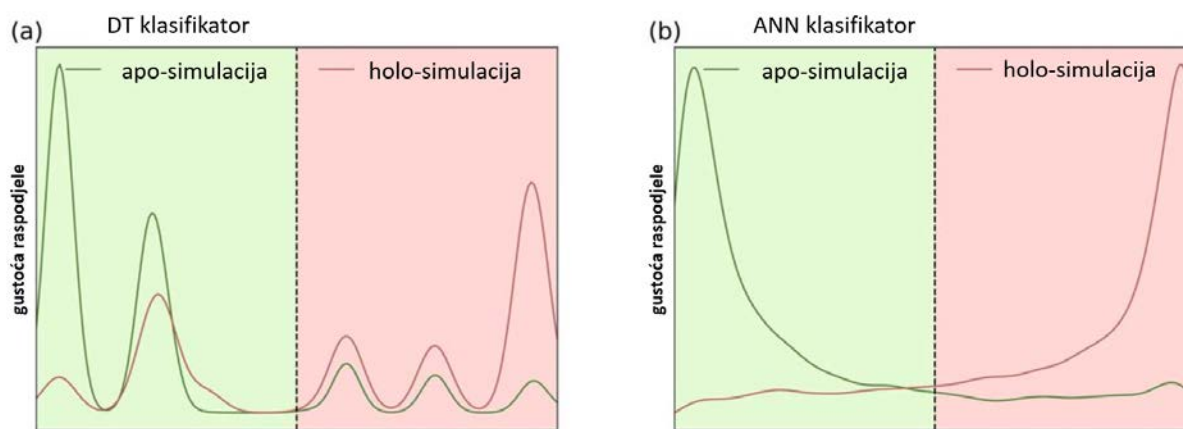 (a) DT klasifikator
apo-simulacija
holo-simulacija
gustoća raspodjele
(b) ANN klasifikator
apo-simulacija
holo-simulacija
gustoća raspodjele